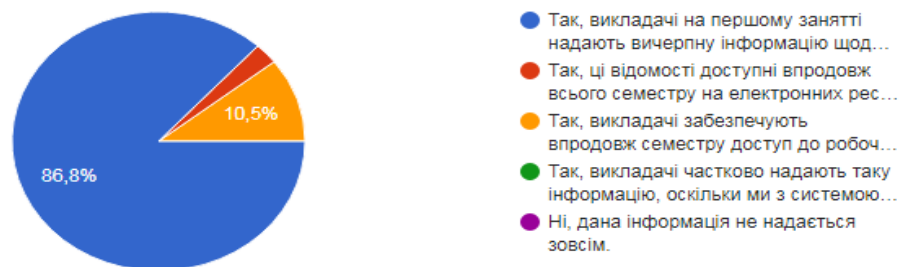 86,8%
10,5%
Так, викладачі на першому занятті
надають вичерпну інформацію щод…
Так, ці відомості доступні впродовж
всього семестру на електронних рес…
Так, викладачі забезпечують
впродовж семестру доступ до робоч…
Так, викладачі частково надають таку
інформацію, оскільки ми з системою…
Ні, дана інформація не надається
зовсім.